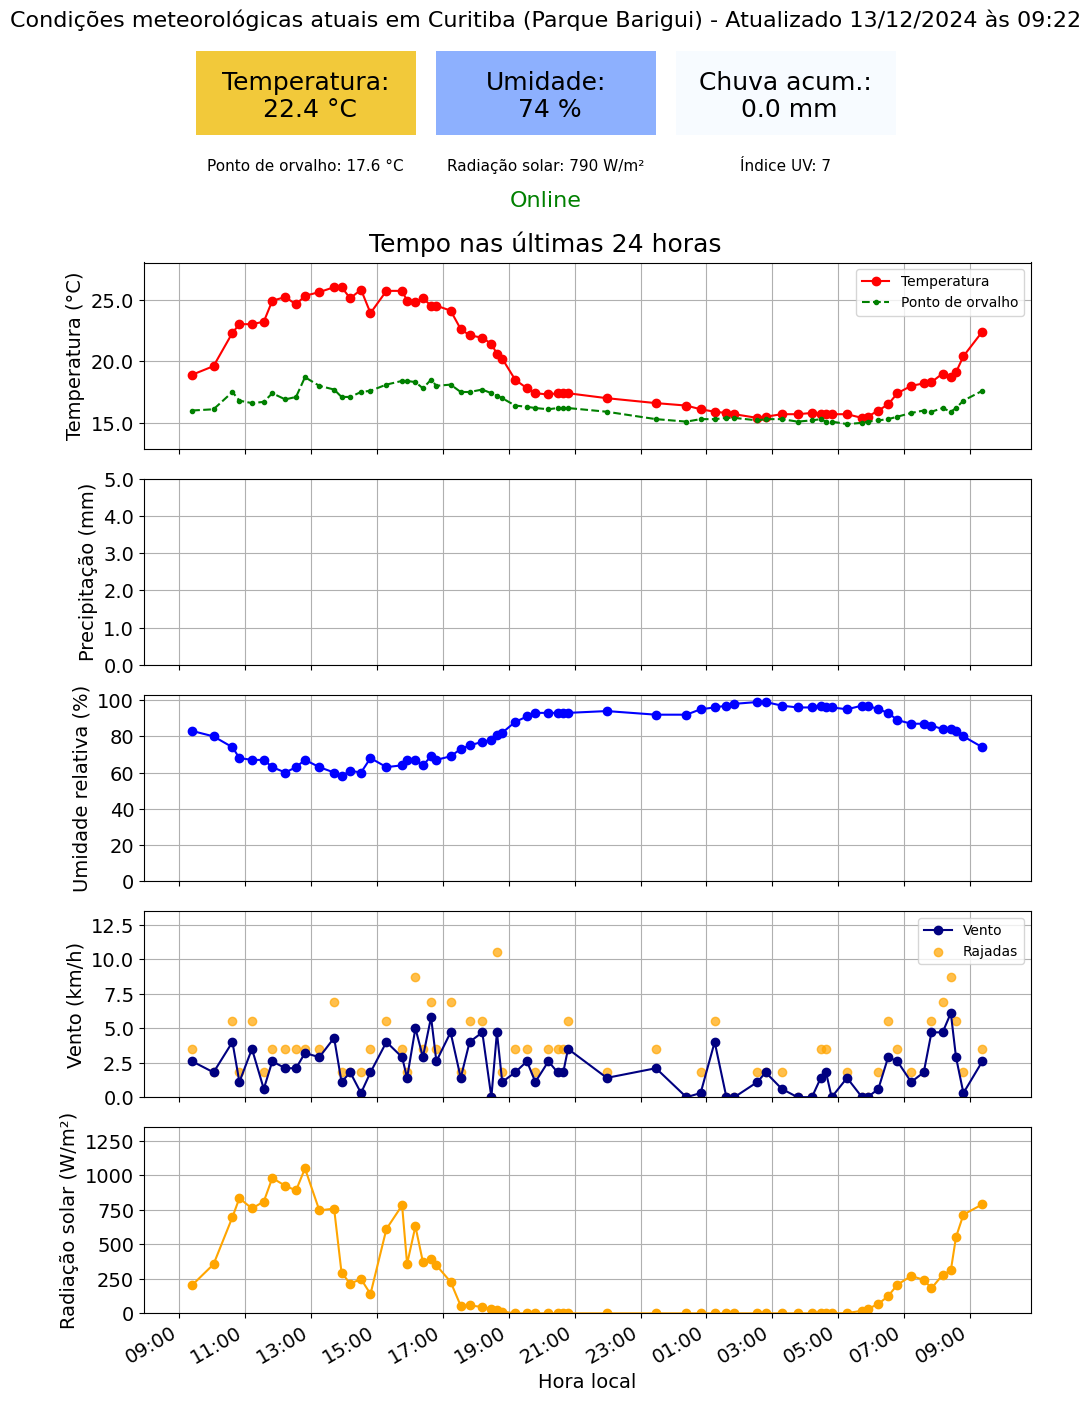 Condições meteorológicas atuais em Curitiba (Parque Barigui) - Atualizado 13/12/2024 às 09:22
Temperatura:
22.4 °C
Umidade:
74 %
Chuva acum.:
0.0 mm
Ponto de orvalho: 17.6 °C
Radiação solar: 790 W/m²
Índice UV: 7
Online
Tempo nas últimas 24 horas
Temperatura (°C)
25.0
20.0
15.0
Temperatura
Ponto de orvalho
Precipitação (mm)
5.0
4.0
3.0
2.0
1.0
0.0
Umidade relativa (%)
100
80
60
40
20
0
Vento (km/h)
12.5
10.0
7.5
5.0
2.5
0.0
Vento
Rajadas
Radiação solar (W/m²)
1250
1000
750
500
250
0
09:00
11:00
13:00
15:00
17:00
19:00
21:00
23:00
01:00
03:00
05:00
07:00
09:00
Hora local